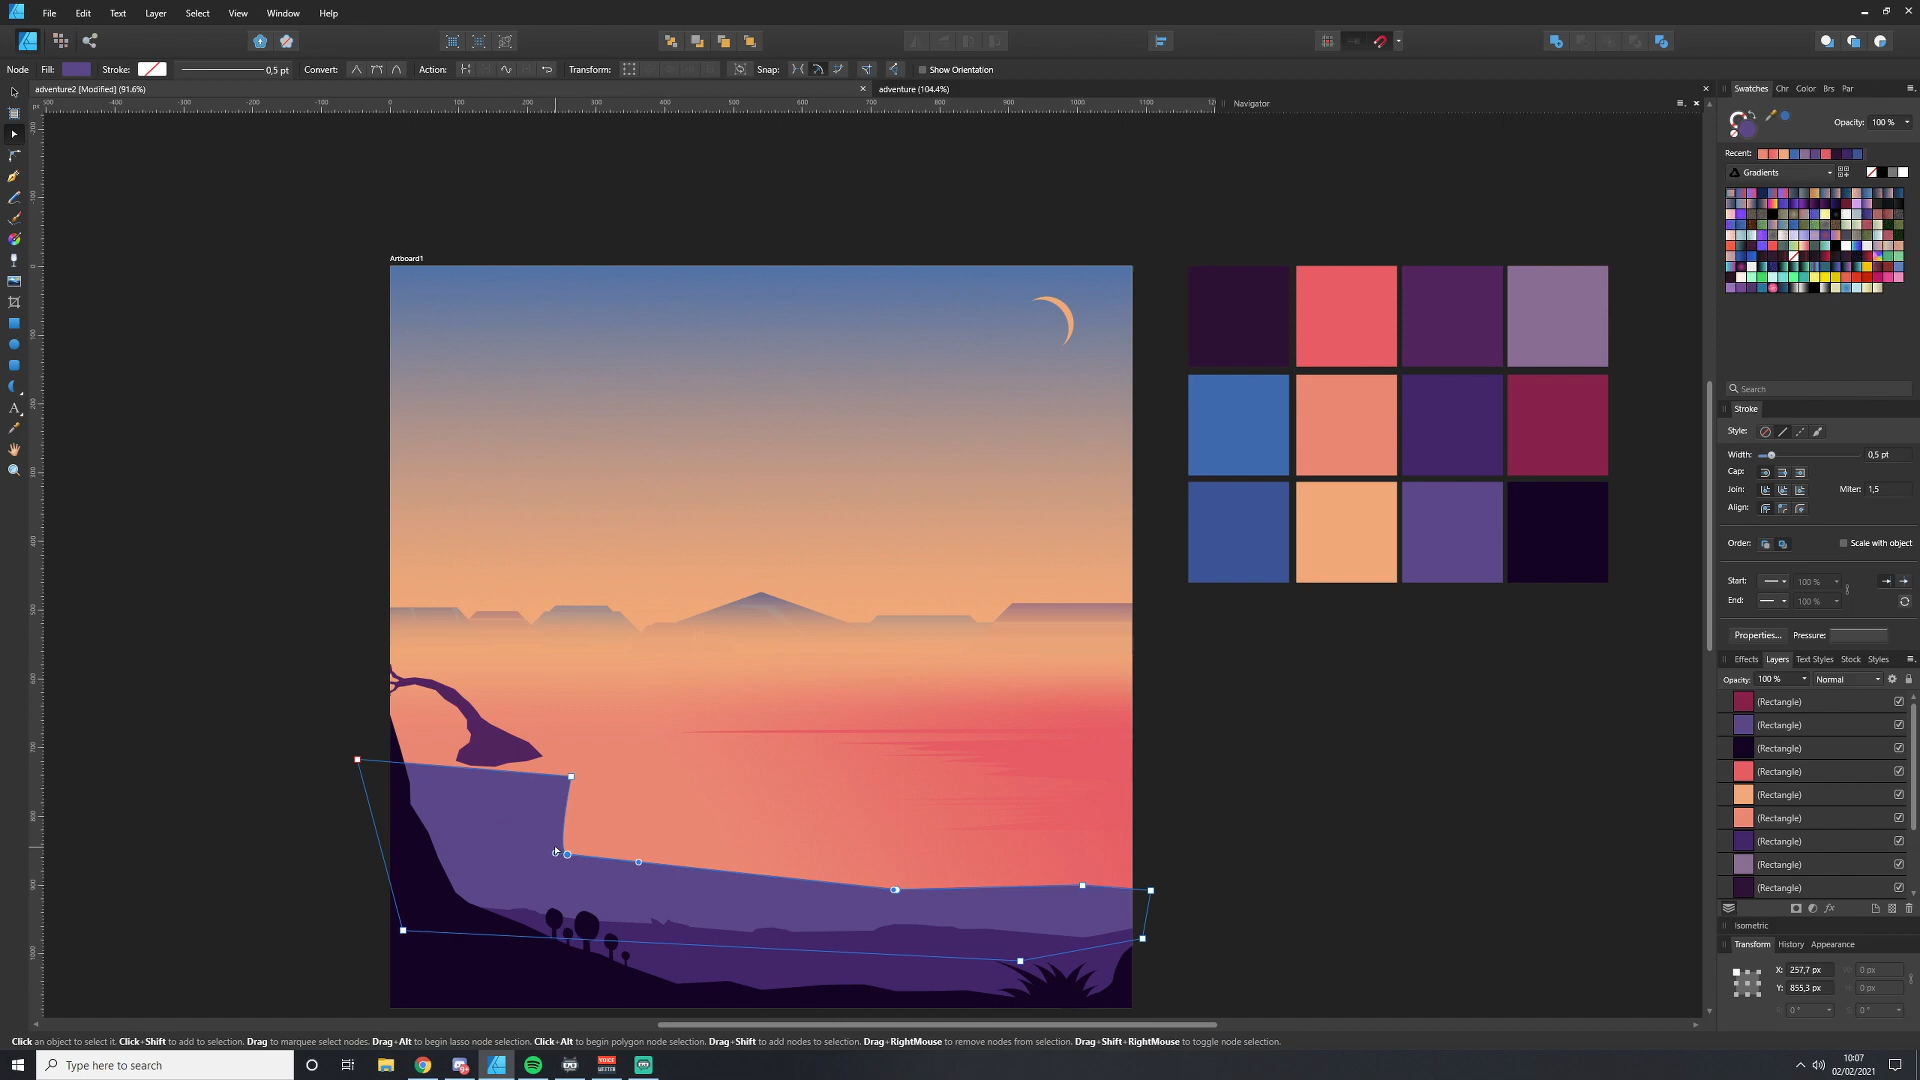 File Edit Text Layer Select View Window Help
Node Fill: Stroke: 0,5 pt Convert: Action: Transform: Snap: Show Orientation
adventure2 [Modified] (91.6%) adventure (104.4%)
Navigator
px
Artboard1
Swatches Chr Color Brs Par
Opacity: 100 %
Recent:
Gradients
Search
Stroke
Style:
Width: 0,5 pt
Cap:
Join: Miter: 1,5
Align:
Order: Scale with object
Start: 100 %
End: 100 %
Properties... Pressure:
Effects Layers Text Styles Stock Styles
Opacity: 100 % Normal
(Rectangle)
(Rectangle)
(Rectangle)
(Rectangle)
(Rectangle)
(Rectangle)
(Rectangle)
(Rectangle)
(Rectangle)
Isometric
Transform History Appearance
X: 257,7 px W: 0 px
Y: 855,3 px H: 0 px
R: 0 ° S: 0 °
Click an object to select it. Click+Shift to add to selection. Drag to marquee select nodes. Drag+Alt to begin lasso node selection. Click+Alt to begin polygon node selection. Drag+Shift to add nodes to selection. Drag+RightMouse to remove nodes from selection. Drag+Shift+RightMouse to toggle node selection.
Type here to search
10:07
02/02/2021